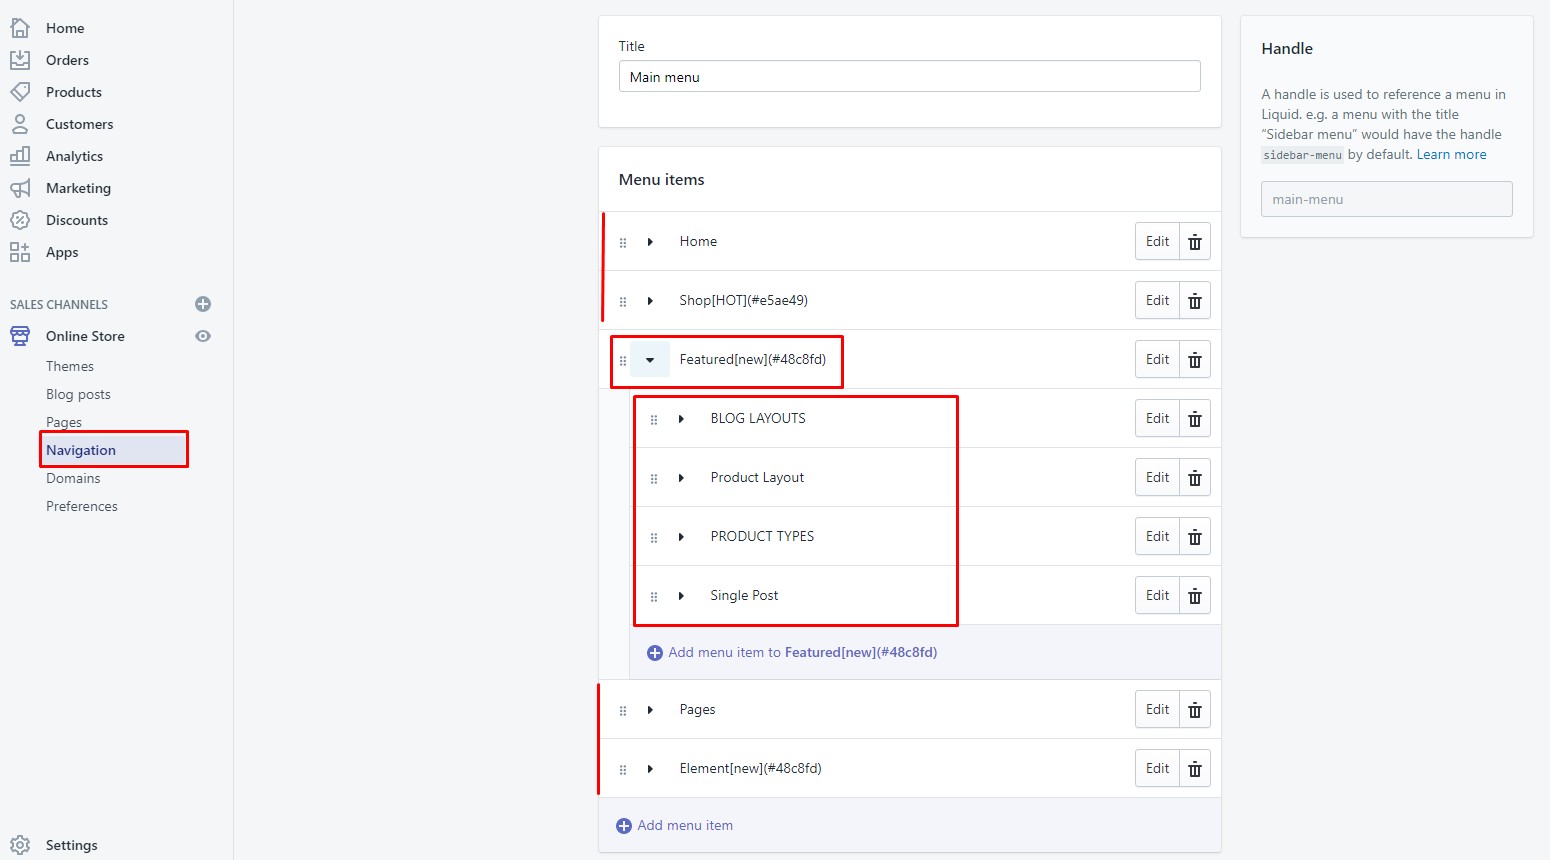 Home
Orders
Products
Customers
Analytics
Marketing
Discounts
Apps
SALES CHANNELS
Online Store
Themes
Blog posts
Pages
Navigation
Domains
Preferences
Settings
Title
Main menu
Menu items
Home
Edit
Shop[HOT](#e5ae49)
Edit
Featured[new](#48c8fd)
Edit
BLOG LAYOUTS
Edit
Product Layout
Edit
PRODUCT TYPES
Edit
Single Post
Edit
Add menu item to Featured[new](#48c8fd)
Pages
Edit
Element[new](#48c8fd)
Edit
Add menu item
Handle
A handle is used to reference a menu in
Liquid. e.g. a menu with the title
“Sidebar menu” would have the handle
sidebar-menu by default. Learn more
main-menu